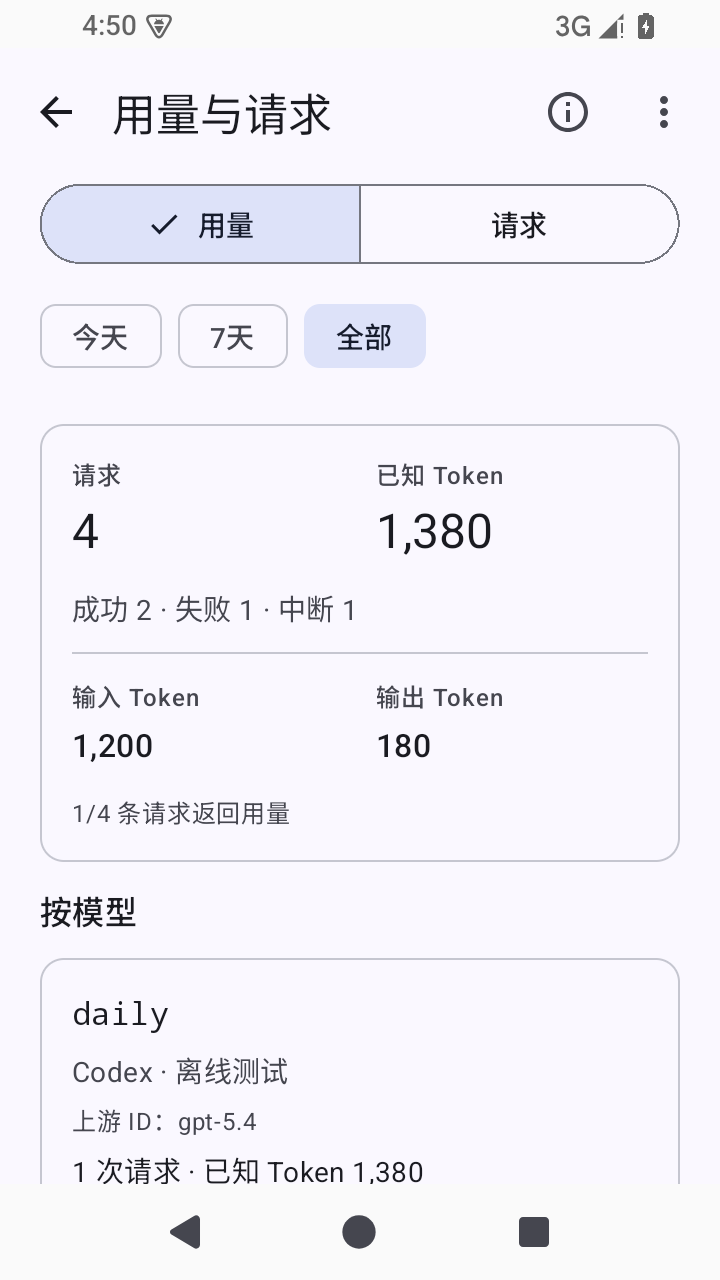 4:50
3G
用量与请求
用量
请求
今天
7天
全部
请求
已知 Token
4
1,380
成功 2 · 失败 1 · 中断 1
输入 Token
输出 Token
1,200
180
1/4 条请求返回用量
按模型
daily
Codex · 离线测试
上游 ID：gpt-5.4
1 次请求 · 已知 Token 1,380